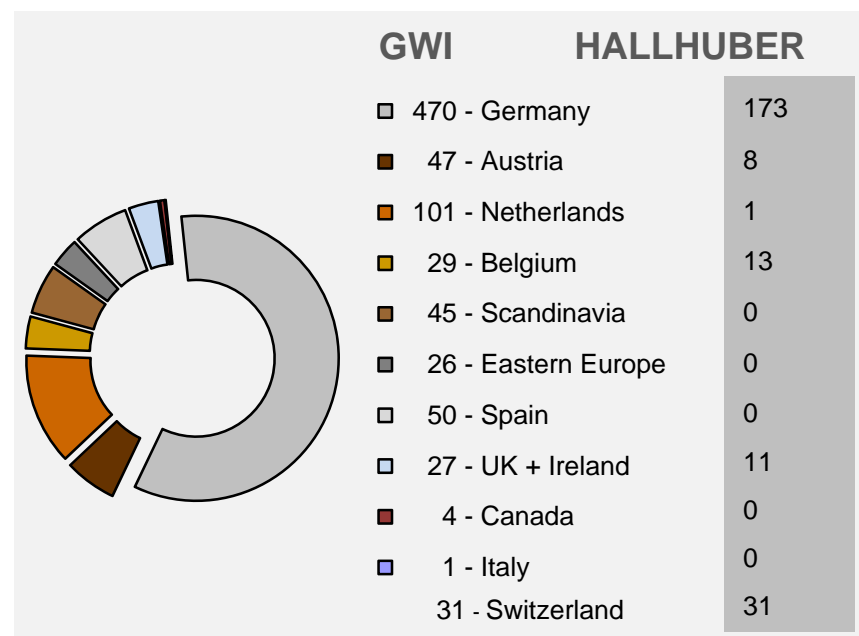 GWI HALLHUBER
470 - Germany 173
47 - Austria 8
101 - Netherlands 1
29 - Belgium 13
45 - Scandinavia 0
26 - Eastern Europe 0
50 - Spain 0
27 - UK + Ireland 11
4 - Canada 0
1 - Italy 0
31 - Switzerland 31